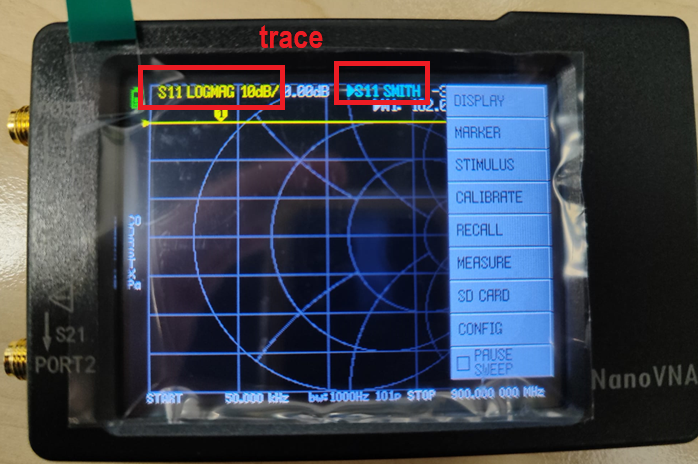 trace
S11 LOGMAG 10dB/ 0.00dB
S11 SMITH
DISPLAY
MARKER
STIMULUS
CALIBRATE
RECALL
MEASURE
SD CARD
CONFIG
PAUSE
SWEEP
1
S21
PORT2
NanoVNA
START 50.000 kHz bw:1000Hz 101p STOP 900.000 000 MHz